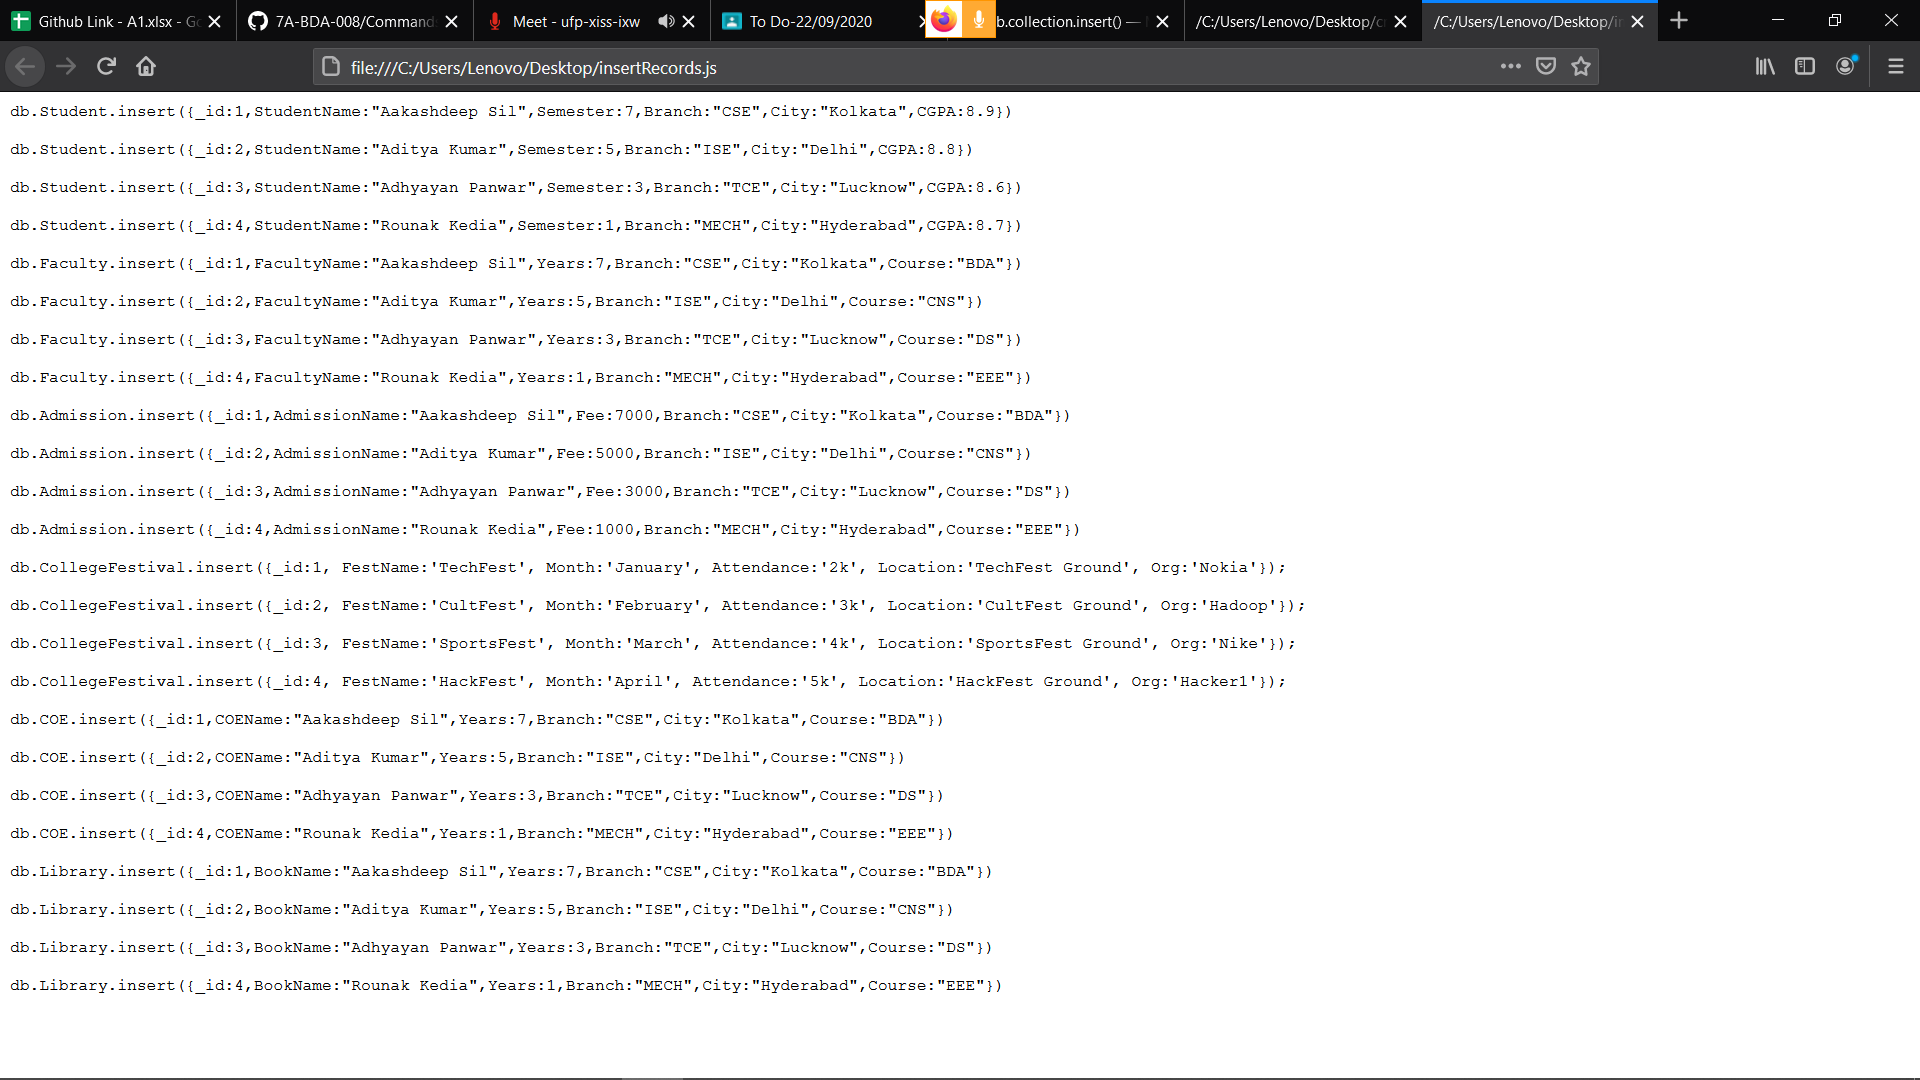 Github Link - A1.xlsx - Go
7A-BDA-008/Command
Meet - ufp-xiss-ixw
To Do-22/09/2020
b.collection.insert() —
/C:/Users/Lenovo/Desktop/c
/C:/Users/Lenovo/Desktop/in
file:///C:/Users/Lenovo/Desktop/insertRecords.js
db.Student.insert({_id:1,StudentName:"Aakashdeep Sil",Semester:7,Branch:"CSE",City:"Kolkata",CGPA:8.9})
db.Student.insert({_id:2,StudentName:"Aditya Kumar",Semester:5,Branch:"ISE",City:"Delhi",CGPA:8.8})
db.Student.insert({_id:3,StudentName:"Adhyayan Panwar",Semester:3,Branch:"TCE",City:"Lucknow",CGPA:8.6})
db.Student.insert({_id:4,StudentName:"Rounak Kedia",Semester:1,Branch:"MECH",City:"Hyderabad",CGPA:8.7})
db.Faculty.insert({_id:1,FacultyName:"Aakashdeep Sil",Years:7,Branch:"CSE",City:"Kolkata",Course:"BDA"})
db.Faculty.insert({_id:2,FacultyName:"Aditya Kumar",Years:5,Branch:"ISE",City:"Delhi",Course:"CNS"})
db.Faculty.insert({_id:3,FacultyName:"Adhyayan Panwar",Years:3,Branch:"TCE",City:"Lucknow",Course:"DS"})
db.Faculty.insert({_id:4,FacultyName:"Rounak Kedia",Years:1,Branch:"MECH",City:"Hyderabad",Course:"EEE"})
db.Admission.insert({_id:1,AdmissionName:"Aakashdeep Sil",Fee:7000,Branch:"CSE",City:"Kolkata",Course:"BDA"})
db.Admission.insert({_id:2,AdmissionName:"Aditya Kumar",Fee:5000,Branch:"ISE",City:"Delhi",Course:"CNS"})
db.Admission.insert({_id:3,AdmissionName:"Adhyayan Panwar",Fee:3000,Branch:"TCE",City:"Lucknow",Course:"DS"})
db.Admission.insert({_id:4,AdmissionName:"Rounak Kedia",Fee:1000,Branch:"MECH",City:"Hyderabad",Course:"EEE"})
db.CollegeFestival.insert({_id:1, FestName:'TechFest', Month:'January', Attendance:'2k', Location:'TechFest Ground', Org:'Nokia'});
db.CollegeFestival.insert({_id:2, FestName:'CultFest', Month:'February', Attendance:'3k', Location:'CultFest Ground', Org:'Hadoop'});
db.CollegeFestival.insert({_id:3, FestName:'SportsFest', Month:'March', Attendance:'4k', Location:'SportsFest Ground', Org:'Nike'});
db.CollegeFestival.insert({_id:4, FestName:'HackFest', Month:'April', Attendance:'5k', Location:'HackFest Ground', Org:'Hacker1'});
db.COE.insert({_id:1,COEName:"Aakashdeep Sil",Years:7,Branch:"CSE",City:"Kolkata",Course:"BDA"})
db.COE.insert({_id:2,COEName:"Aditya Kumar",Years:5,Branch:"ISE",City:"Delhi",Course:"CNS"})
db.COE.insert({_id:3,COEName:"Adhyayan Panwar",Years:3,Branch:"TCE",City:"Lucknow",Course:"DS"})
db.COE.insert({_id:4,COEName:"Rounak Kedia",Years:1,Branch:"MECH",City:"Hyderabad",Course:"EEE"})
db.Library.insert({_id:1,BookName:"Aakashdeep Sil",Years:7,Branch:"CSE",City:"Kolkata",Course:"BDA"})
db.Library.insert({_id:2,BookName:"Aditya Kumar",Years:5,Branch:"ISE",City:"Delhi",Course:"CNS"})
db.Library.insert({_id:3,BookName:"Adhyayan Panwar",Years:3,Branch:"TCE",City:"Lucknow",Course:"DS"})
db.Library.insert({_id:4,BookName:"Rounak Kedia",Years:1,Branch:"MECH",City:"Hyderabad",Course:"EEE"})